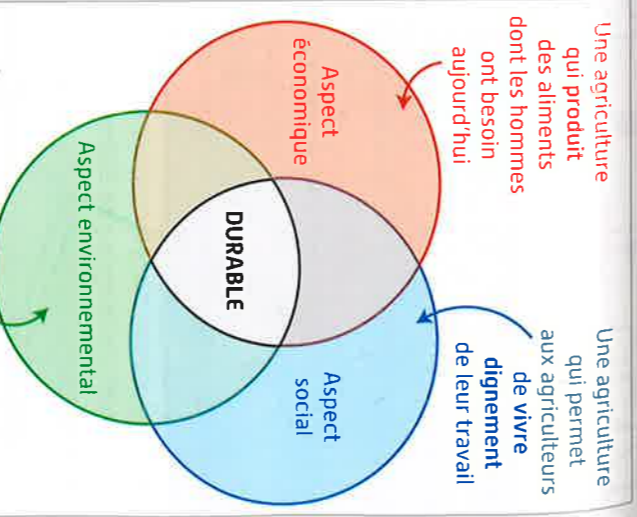 Une agriculture
qui produit
des aliments
dont les hommes
ont besoin
aujourd'hui
Une agriculture
qui permet
aux agriculteurs
de vivre
dignement
de leur travail
Aspect
économique
Aspect
social
DURABLE
Aspect environnemental